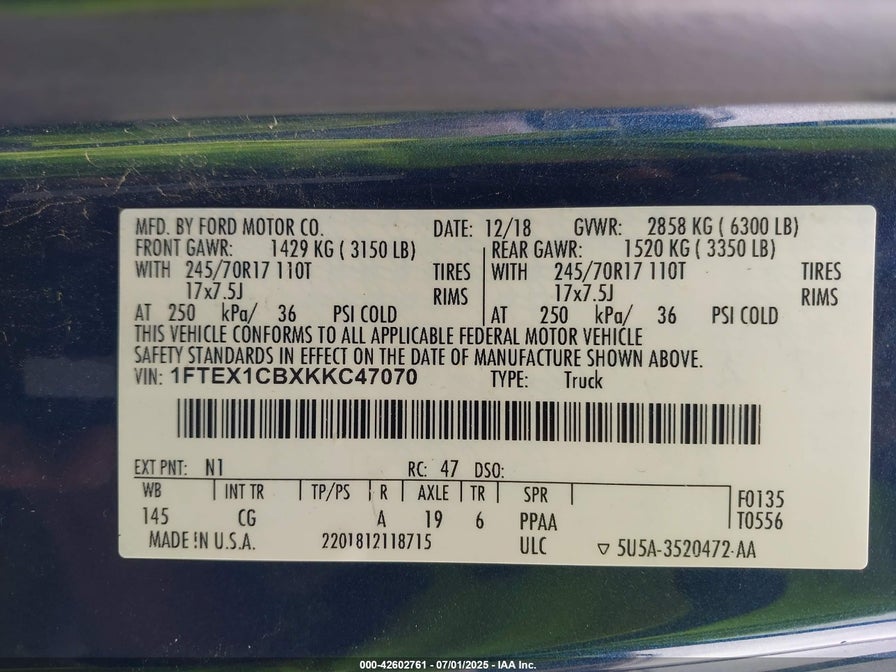 MFD. BY FORD MOTOR CO. DATE: 12/18 GVWR: 2858 KG ( 6300 LB)
FRONT GAWR: 1429 KG ( 3150 LB) REAR GAWR: 1520 KG ( 3350 LB)
WITH 245/70R17 110T TIRES WITH 245/70R17 110T TIRES
17x7.5J RIMS 17x7.5J RIMS
AT 250 kPa/ 36 PSI COLD AT 250 kPa/ 36 PSI COLD
THIS VEHICLE CONFORMS TO ALL APPLICABLE FEDERAL MOTOR VEHICLE
SAFETY STANDARDS IN EFFECT ON THE DATE OF MANUFACTURE SHOWN ABOVE.
VIN: 1FTEX1CBXKKC47070 TYPE: Truck
EXT PNT: N1 RC: 47 DSO:
WB INT TR TP/PS R AXLE TR SPR F0135
145 CG A 19 6 PPAA T0556
MADE IN U.S.A. 2201812118715 ULC ▽ 5U5A-3520472-AA
000-42602761 - 07/01/2025 - IAA Inc.